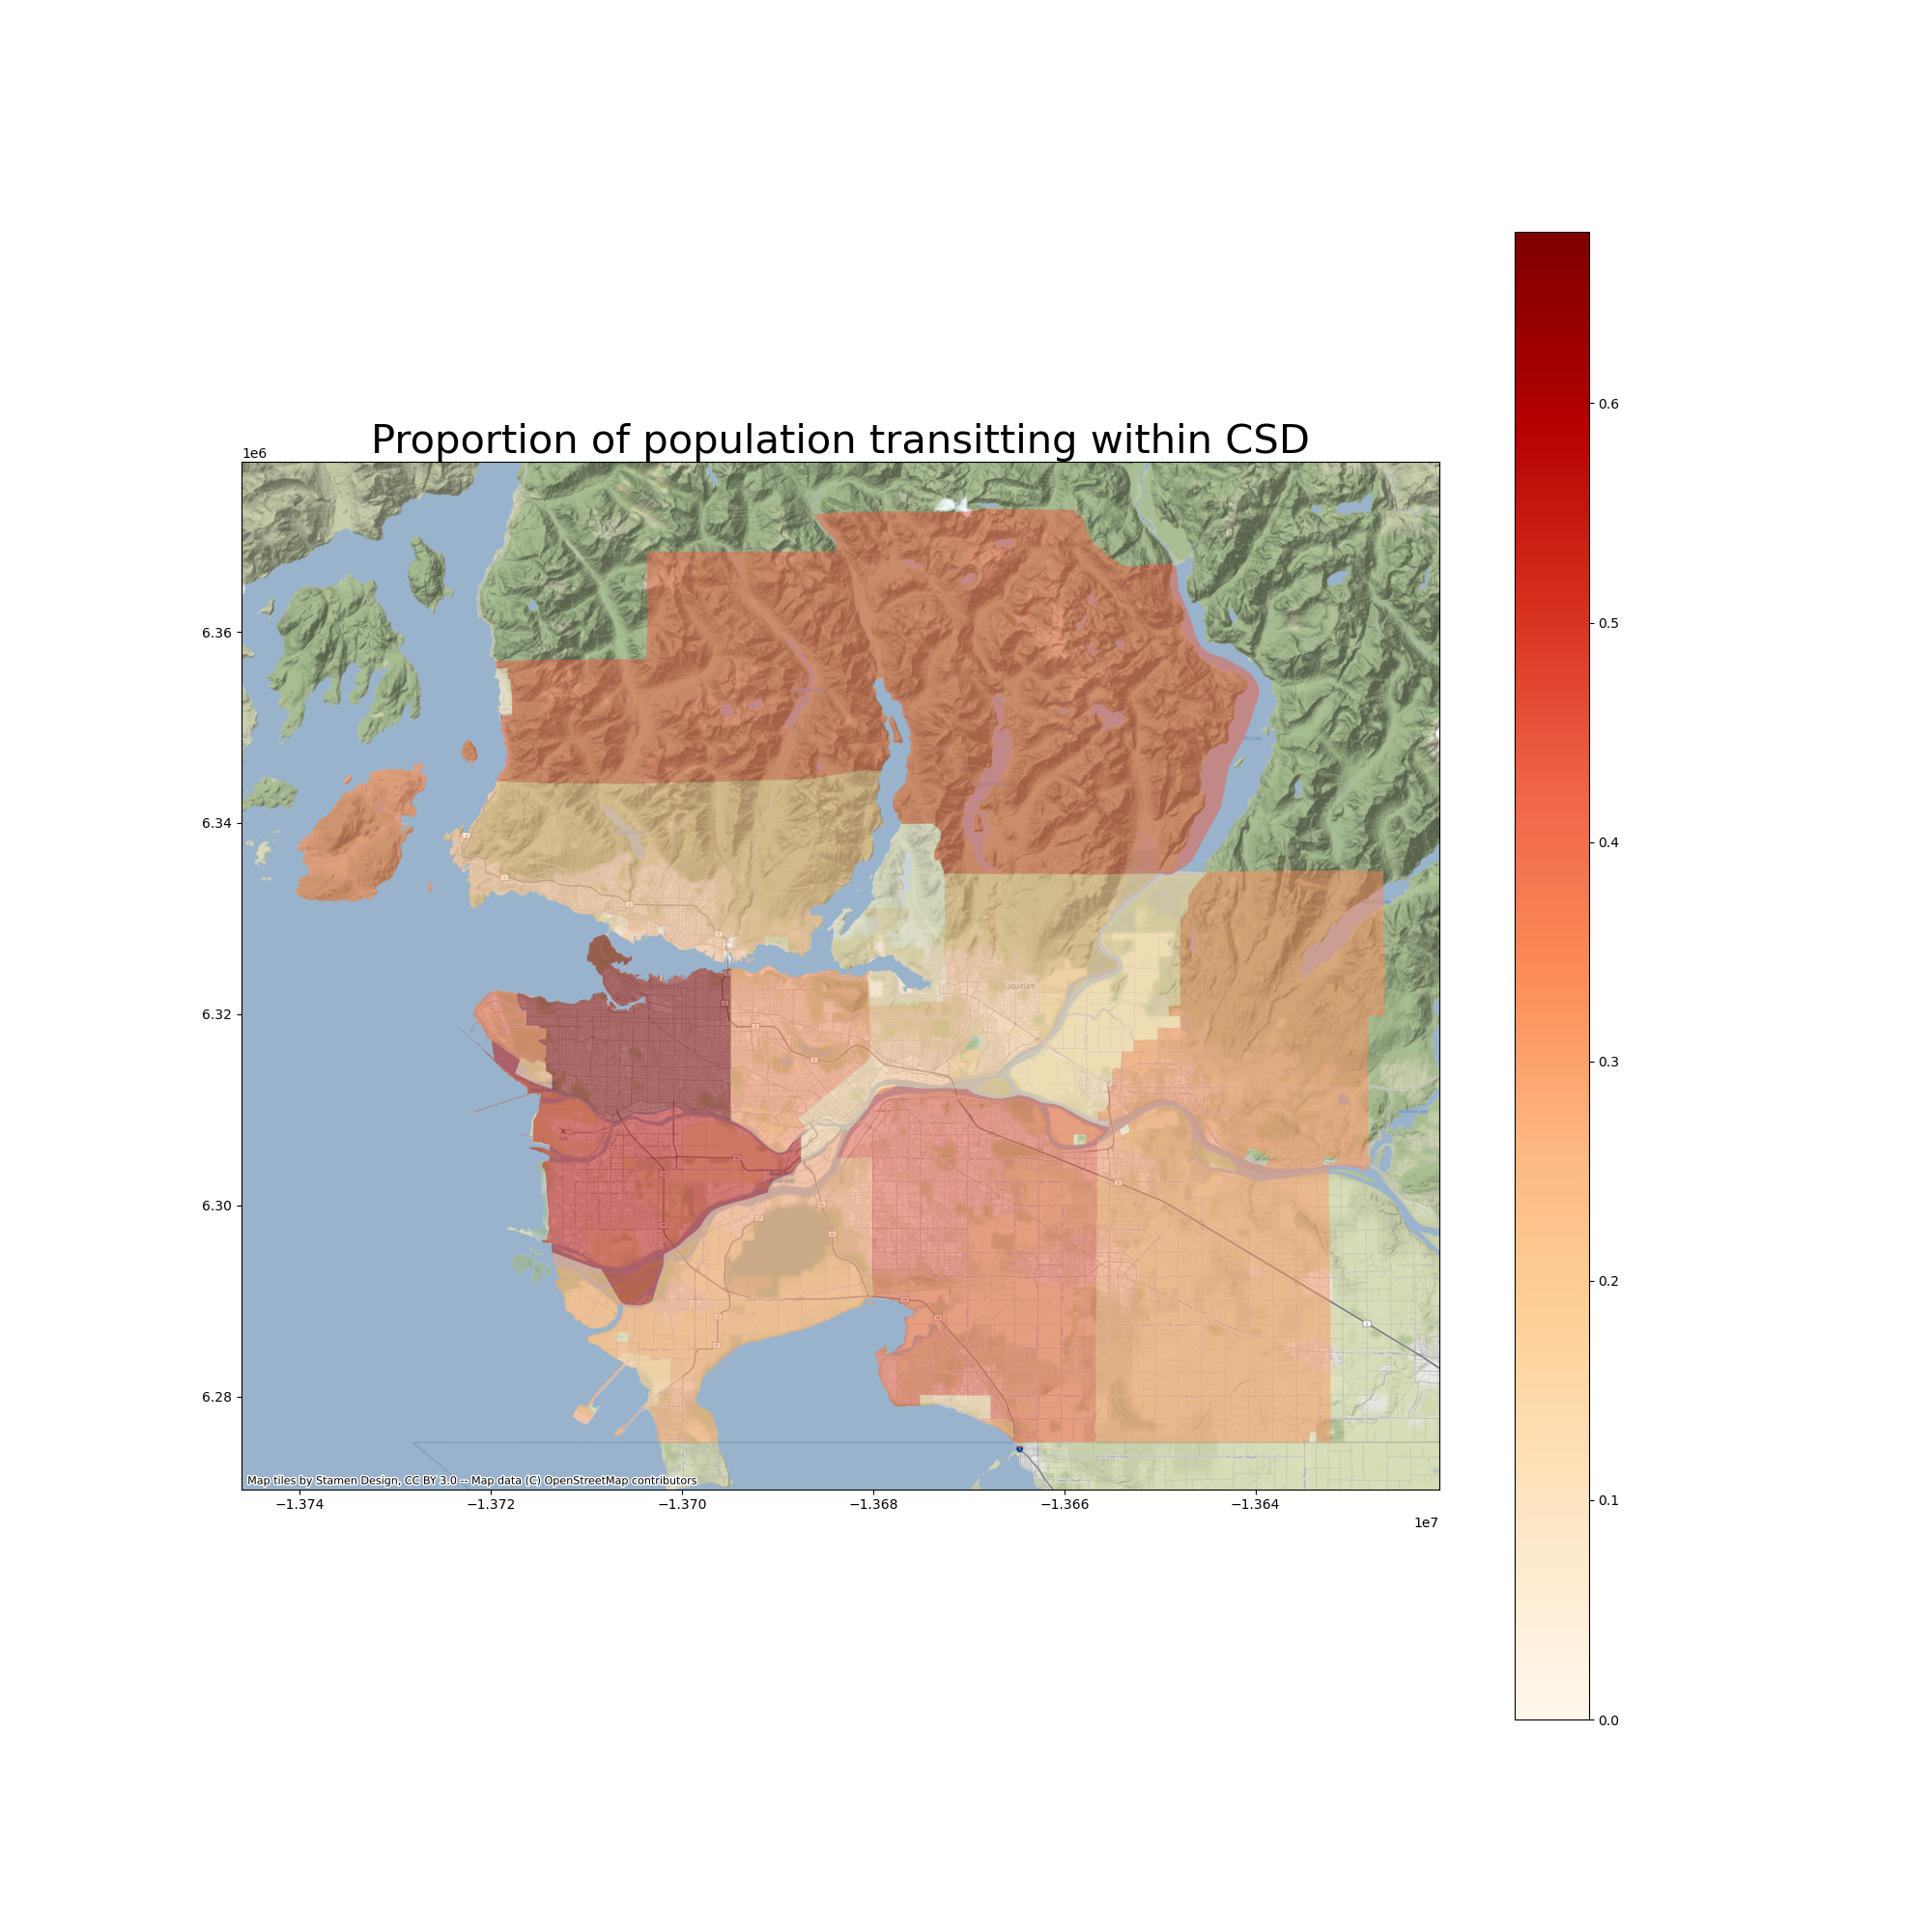 Proportion of population transitting within CSD
1e6
6.36
6.34
6.32
6.30
6.28
Coquitlam
Map tiles by Stamen Design, CC BY 3.0 -- Map data (C) OpenStreetMap contributors
−1.374 −1.372 −1.370 −1.368 −1.366 −1.364
1e7
0.6
0.5
0.4
0.3
0.2
0.1
0.0